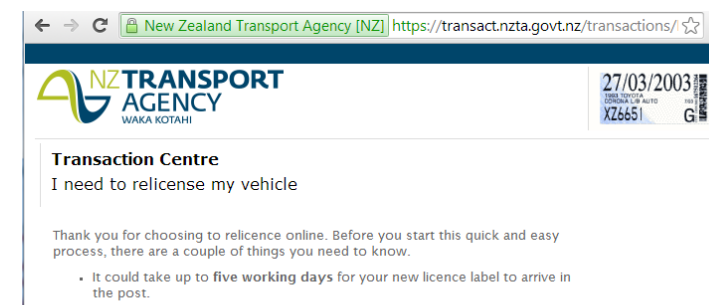 New Zealand Transport Agency [NZ] https://transact.nzta.govt.nz/transactions/
NZTRANSPORT
AGENCY
WAKA KOTAHI
27/03/2003
1993 TOYOTA
CORONA L/B AUTO
XZ6651 G
Transaction Centre
I need to relicense my vehicle
Thank you for choosing to relicence online. Before you start this quick and easy
process, there are a couple of things you need to know.
• It could take up to five working days for your new licence label to arrive in
the post.